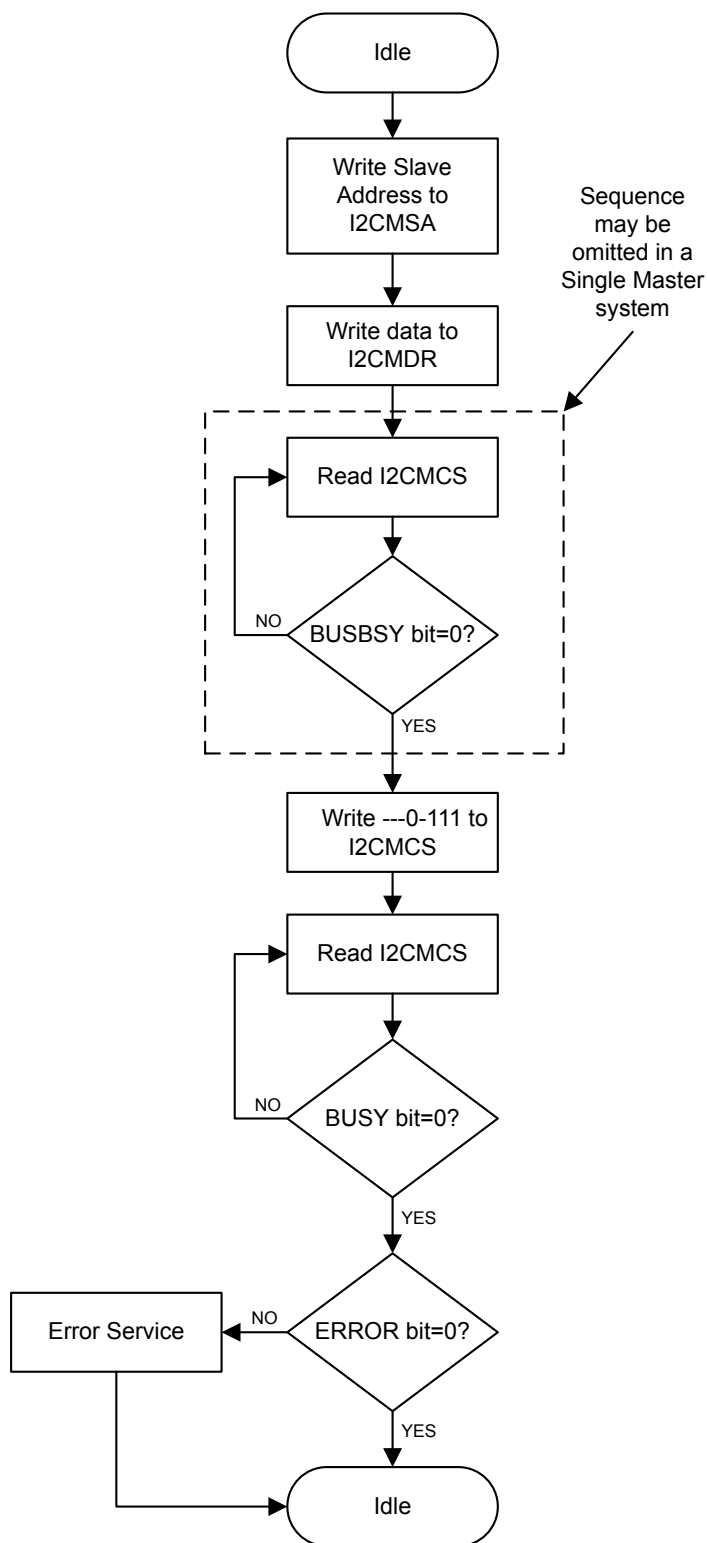 Idle
Write Slave
Address to
I2CMSA
Sequence
may be
omitted in a
Single Master
system
Write data to
I2CMDR
Read I2CMCS
NO
BUSBSY bit=0?
YES
Write ---0-111 to
I2CMCS
Read I2CMCS
NO
BUSY bit=0?
YES
Error Service
NO
ERROR bit=0?
YES
Idle